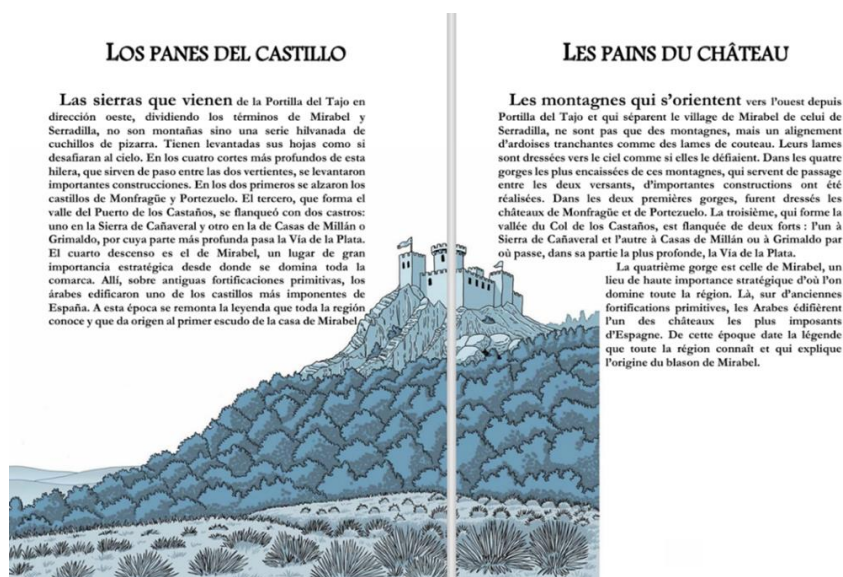 LOS PANES DEL CASTILLO
Las sierras que vienen de la Portilla del Tajo en
dirección oeste, dividiendo los términos de Mirabel y
Serradilla, no son montañas sino una serie hilvanada de
cuchillos de pizarra. Tienen levantadas sus hojas como si
desafiaran al cielo. En los cuatro cortes más profundos de esta
hilera, que sirven de paso entre las dos vertientes, se levantaron
importantes construcciones. En los dos primeros se alzaron los
castillos de Monfragüe y Portezuelo. El tercero, que forma el
valle del Puerto de los Castaños, se flanqueó con dos castros:
uno en la Sierra de Cañaveral y otro en la de Casas de Millán o
Grimaldo, por cuya parte más profunda pasa la Vía de la Plata.
El cuarto descenso es el de Mirabel, un lugar de gran
importancia estratégica desde donde se domina toda la
comarca. Allí, sobre antiguas fortificaciones primitivas, los
árabes edificaron uno de los castillos más imponentes de
España. A esta época se remonta la leyenda que toda la región
conoce y que da origen al primer escudo de la casa de Mirabel
LES PAINS DU CHÂTEAU
Les montagnes qui s'orientent vers l'ouest depuis
Portilla del Tajo et qui séparent le village de Mirabel de celui de
Serradilla, ne sont pas que des montagnes, mais un alignement
d'ardoises tranchantes comme des lames de couteau. Leurs lames
sont dressées vers le ciel comme si elles le défiaient. Dans les quatre
gorges les plus encaissées de ces montagnes, qui servent de passage
entre les deux versants, d'importantes constructions ont été
réalisées. Dans les deux premières gorges, furent dressés les
châteaux de Monfragüe et de Portezuelo. La troisième, qui forme la
vallée du Col de los Castaños, est flanquée de deux forts : l'un à
Sierra de Cañaveral et l'autre à Casas de Millán ou à Grimaldo par
où passe, dans sa partie la plus profonde, la Vía de la Plata.
La quatrième gorge est celle de Mirabel, un
lieu de haute importance stratégique d'où l'on
domine toute la région. Là, sur d'anciennes
fortifications primitives, les Arabes édifièrent
l'un des châteaux les plus imposants
d'Espagne. De cette époque date la légende
que toute la région connaît et qui explique
l'origine du blason de Mirabel.